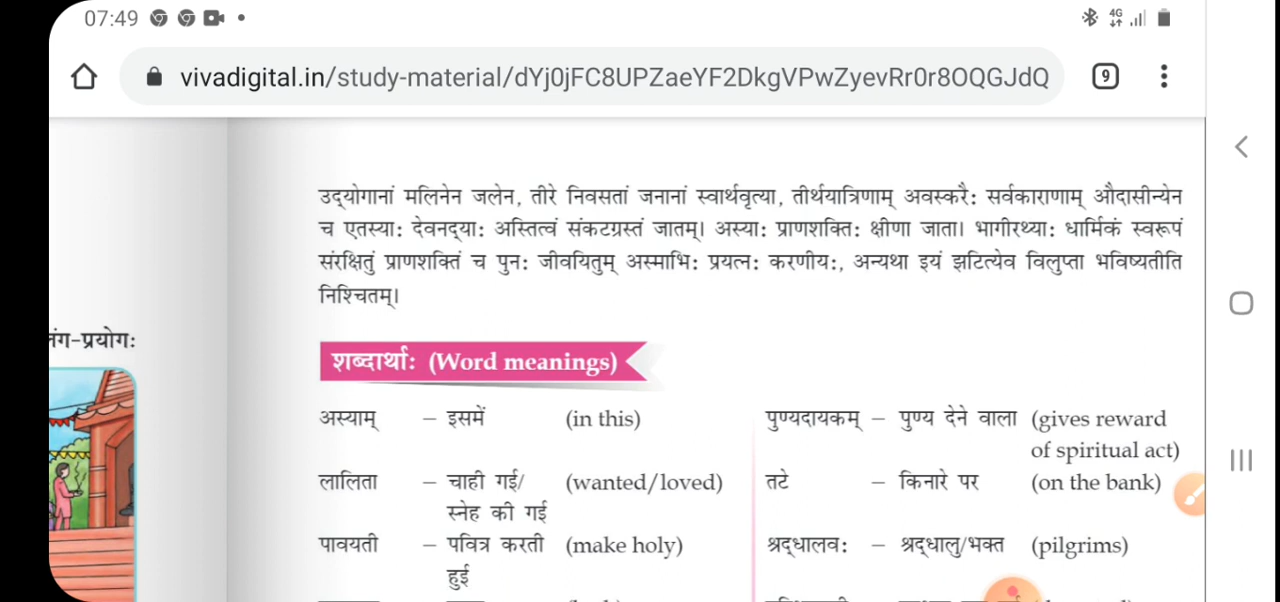 07:49
4G
vivadigital.in/study-material/dYj0jFC8UPZaeYF2DkgVPwZyevRr0r8OQGJdQ
9
उद्योगानां मलिनेन जलेन, तीरे निवसतां जनानां स्वार्थवृत्या, तीर्थयात्रिणाम् अवस्करैः सर्वकाराणाम् औदासीन्येन
च एतस्याः देवनद्याः अस्तित्वं संकटग्रस्तं जातम्। अस्याः प्राणशक्तिः क्षीणा जाता। भागीरथ्याः धार्मिकं स्वरूपं
संरक्षितुं प्राणशक्तिं च पुनः जीवयितुम् अस्माभिः प्रयत्नः करणीयः, अन्यथा इयं झटित्येव विलुप्ता भविष्यतीति
निश्चितम्।
-प्रयोगः
शब्दार्थाः (Word meanings)
अस्याम् – इसमें (in this) पुण्यदायकम् – पुण्य देने वाला (gives reward
of spiritual act)
लालिता – चाही गई/ (wanted/loved) तटे – किनारे पर (on the bank)
स्नेह की गई
पावयती – पवित्र करती (make holy) श्रद्धालवः – श्रद्धालु/भक्त (pilgrims)
हुई